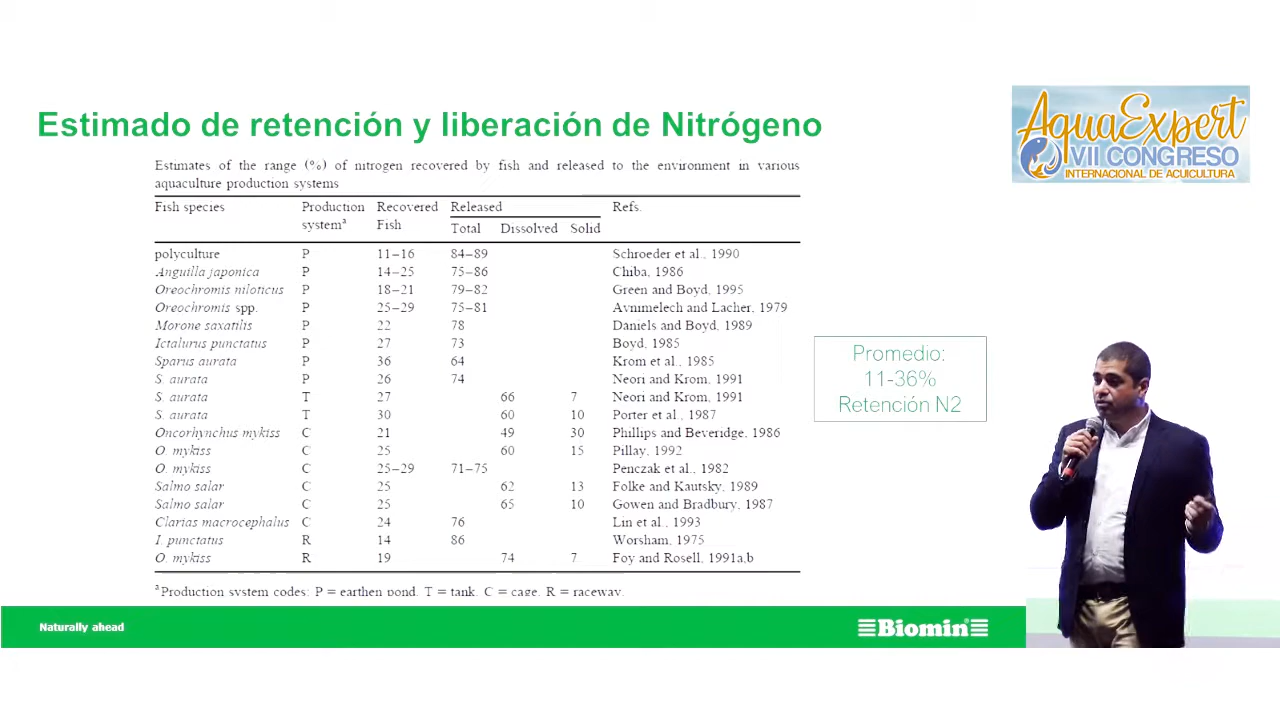 Estimado de retención y liberación de Nitrógeno
AquaExpert
VII CONGRESO
INTERNACIONAL DE ACUICULTURA
Estimates of the range (%) of nitrogen recovered by fish and released to the environment in various
aquaculture production systems
Fish species Production Recovered Released Refs.
systemᵃ Fish
Total Dissolved Solid
polyculture P 11–16 84–89 Schroeder et al., 1990
Anguilla japonica P 14–25 75–86 Chiba, 1986
Oreochromis niloticus P 18–21 79–82 Green and Boyd, 1995
Oreochromis spp. P 25–29 75–81 Avnimelech and Lacher, 1979
Morone saxatilis P 22 78 Daniels and Boyd, 1989
Ictalurus punctatus P 27 73 Boyd, 1985
Sparus aurata P 36 64 Krom et al., 1985
S. aurata P 26 74 Neori and Krom, 1991
S. aurata T 27 66 7 Neori and Krom, 1991
S. aurata T 30 60 10 Porter et al., 1987
Oncorhynchus mykiss C 21 49 30 Phillips and Beveridge, 1986
O. mykiss C 25 60 15 Pillay, 1992
O. mykiss C 25–29 71–75 Penczak et al., 1982
Salmo salar C 25 62 13 Folke and Kautsky, 1989
Salmo salar C 25 65 10 Gowen and Bradbury, 1987
Clarias macrocephalus C 24 76 Lin et al., 1993
I. punctatus R 14 86 Worsham, 1975
O. mykiss R 19 74 7 Foy and Rosell, 1991a,b
ᵃProduction system codes: P = earthen pond, T = tank, C = cage, R = raceway.
Promedio:
11-36%
Retención N2
Naturally ahead
Biomin®